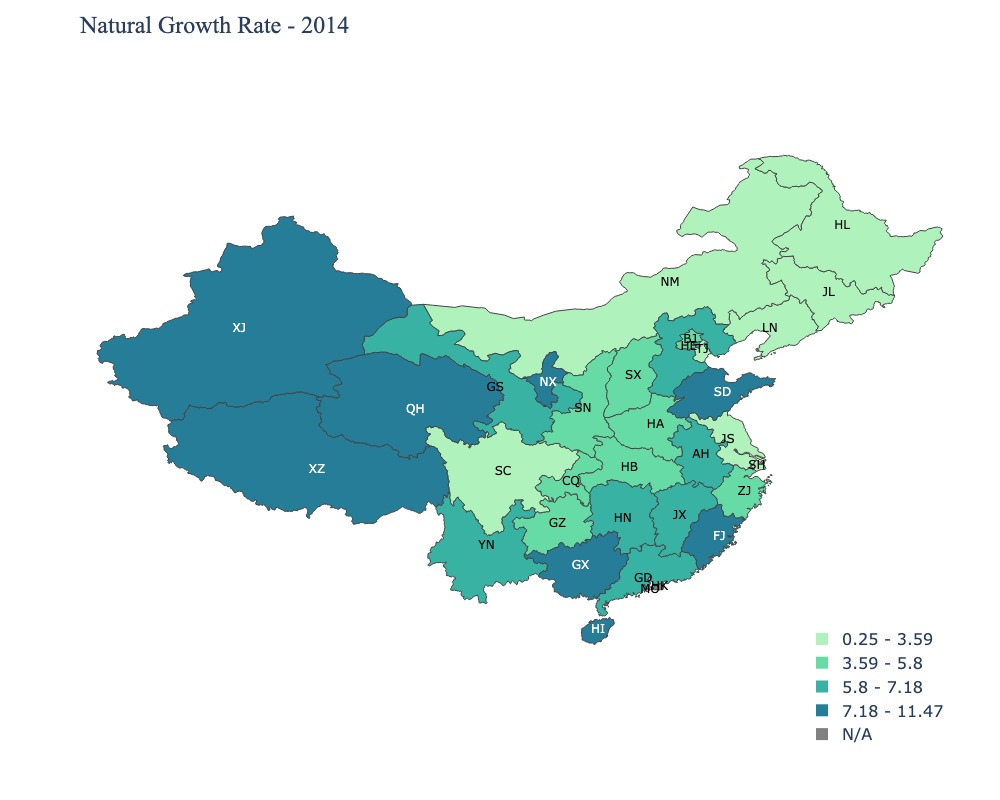 Natural Growth Rate - 2014
HL
NM
JL
XJ
LN
BJ
HE
TJ
SX
NX
GS
SD
QH
SN
HA
JS
AH
SH
XZ
SC
HB
CQ
ZJ
HN
JX
GZ
FJ
YN
GX
GD
HK
MO
HI
0.25 - 3.59
3.59 - 5.8
5.8 - 7.18
7.18 - 11.47
N/A